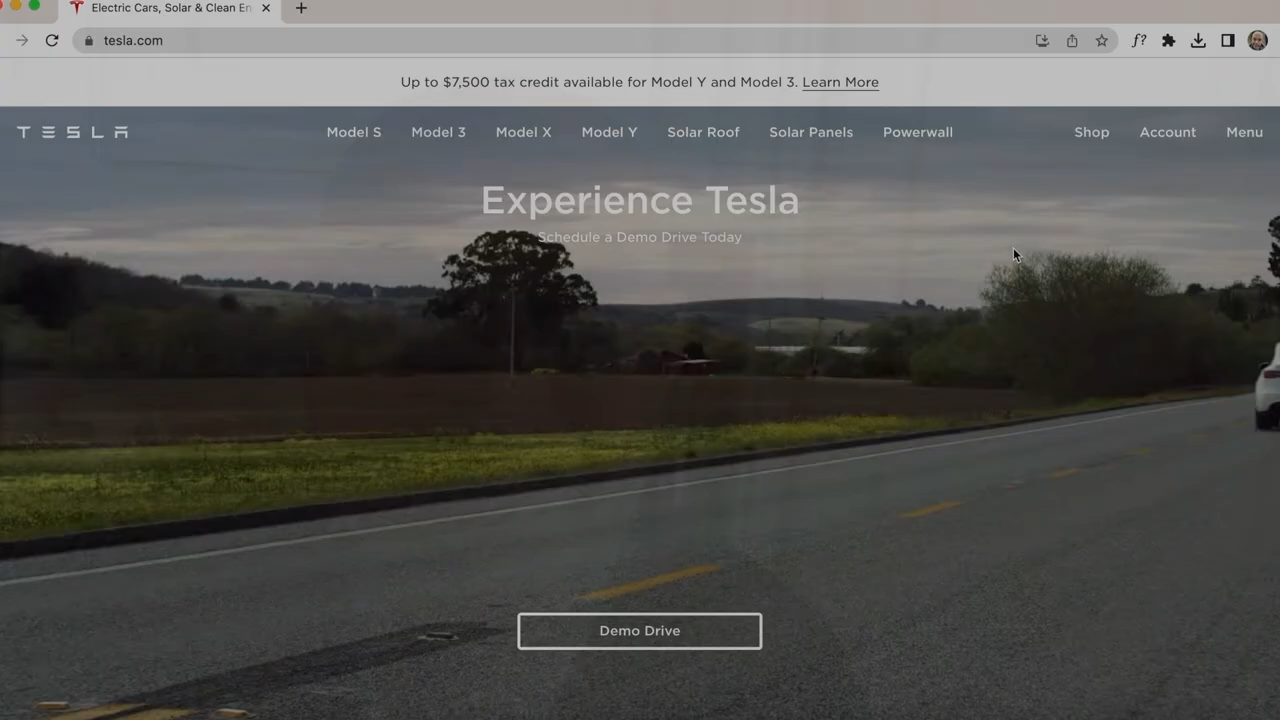 Electric Cars, Solar & Clean En
tesla.com
f?
Up to $7,500 tax credit available for Model Y and Model 3. Learn More
TESLA Model S Model 3 Model X Model Y Solar Roof Solar Panels Powerwall Shop Account Menu
Experience Tesla
Schedule a Demo Drive Today
Demo Drive